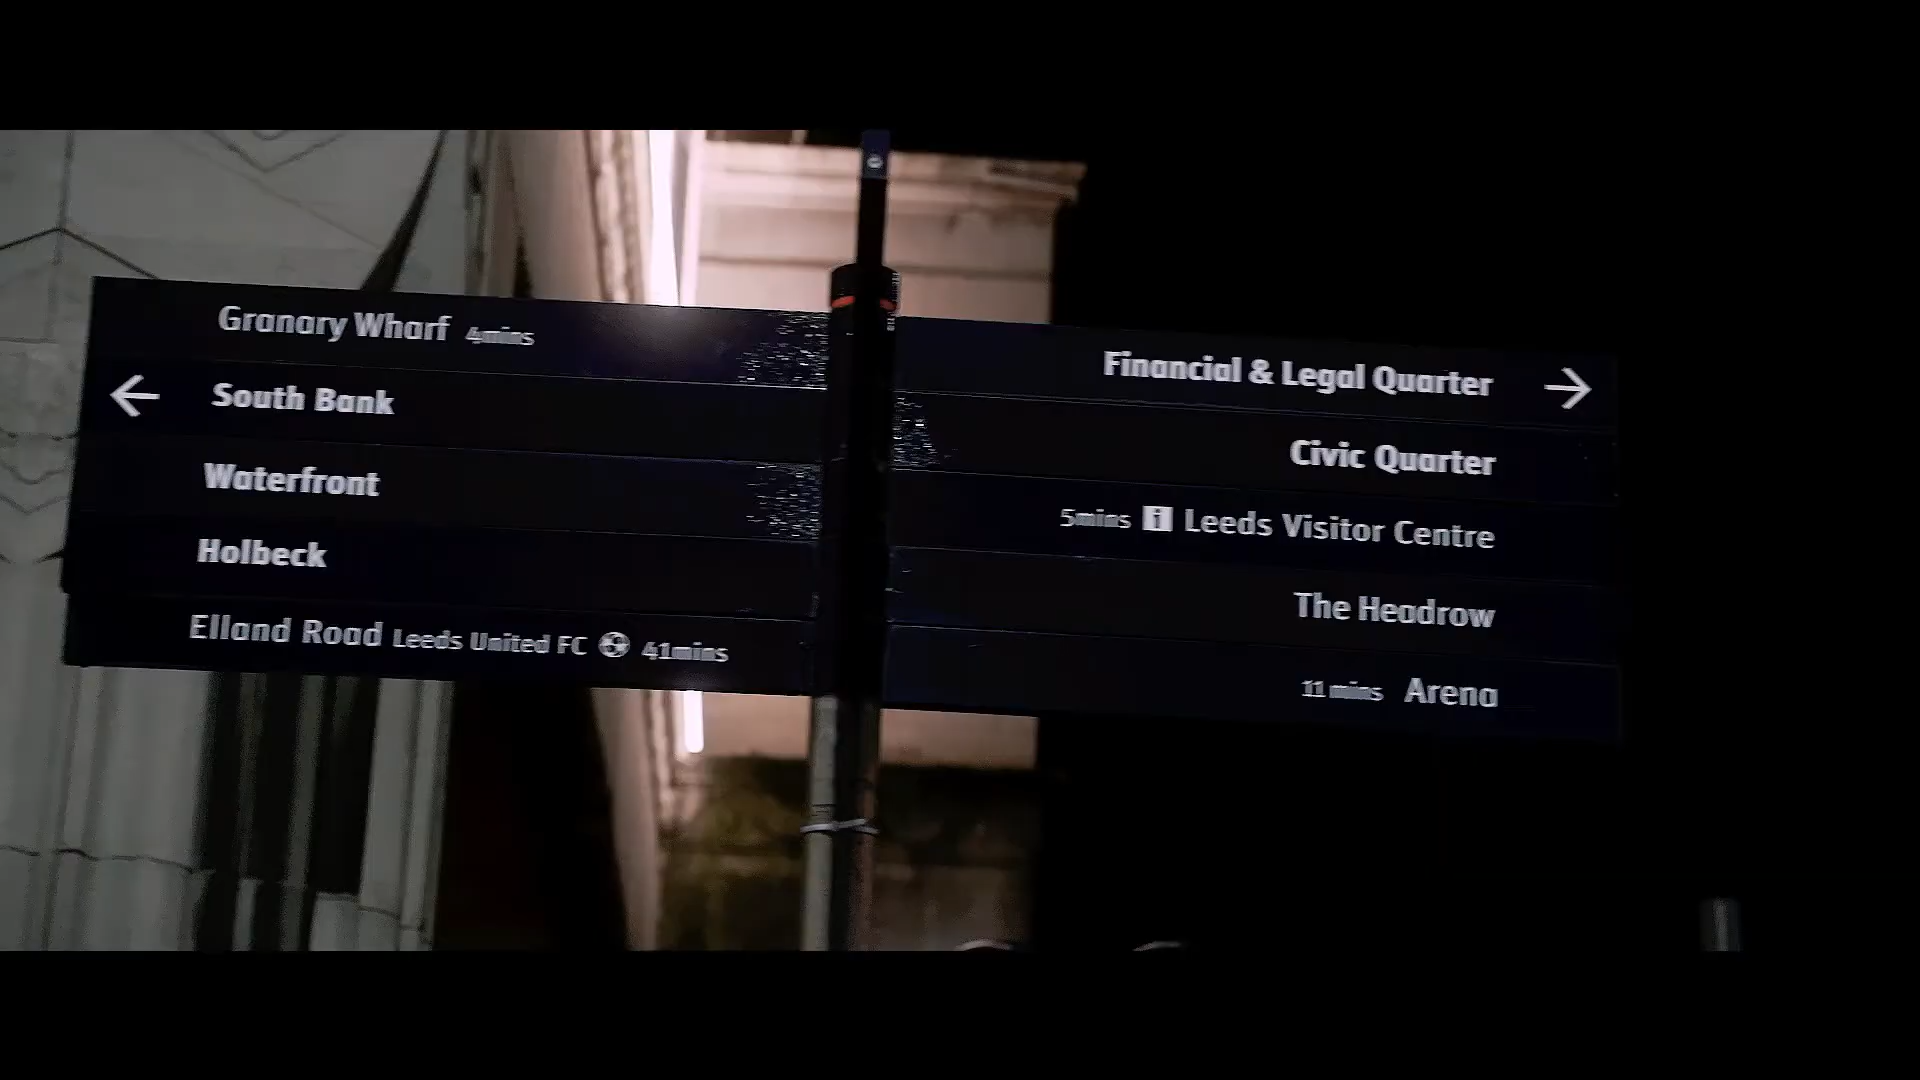 Granary Wharf 4mins
South Bank
Waterfront
Holbeck
Elland Road Leeds United FC 41mins
Financial & Legal Quarter
Civic Quarter
5mins i Leeds Visitor Centre
The Headrow
11 mins Arena